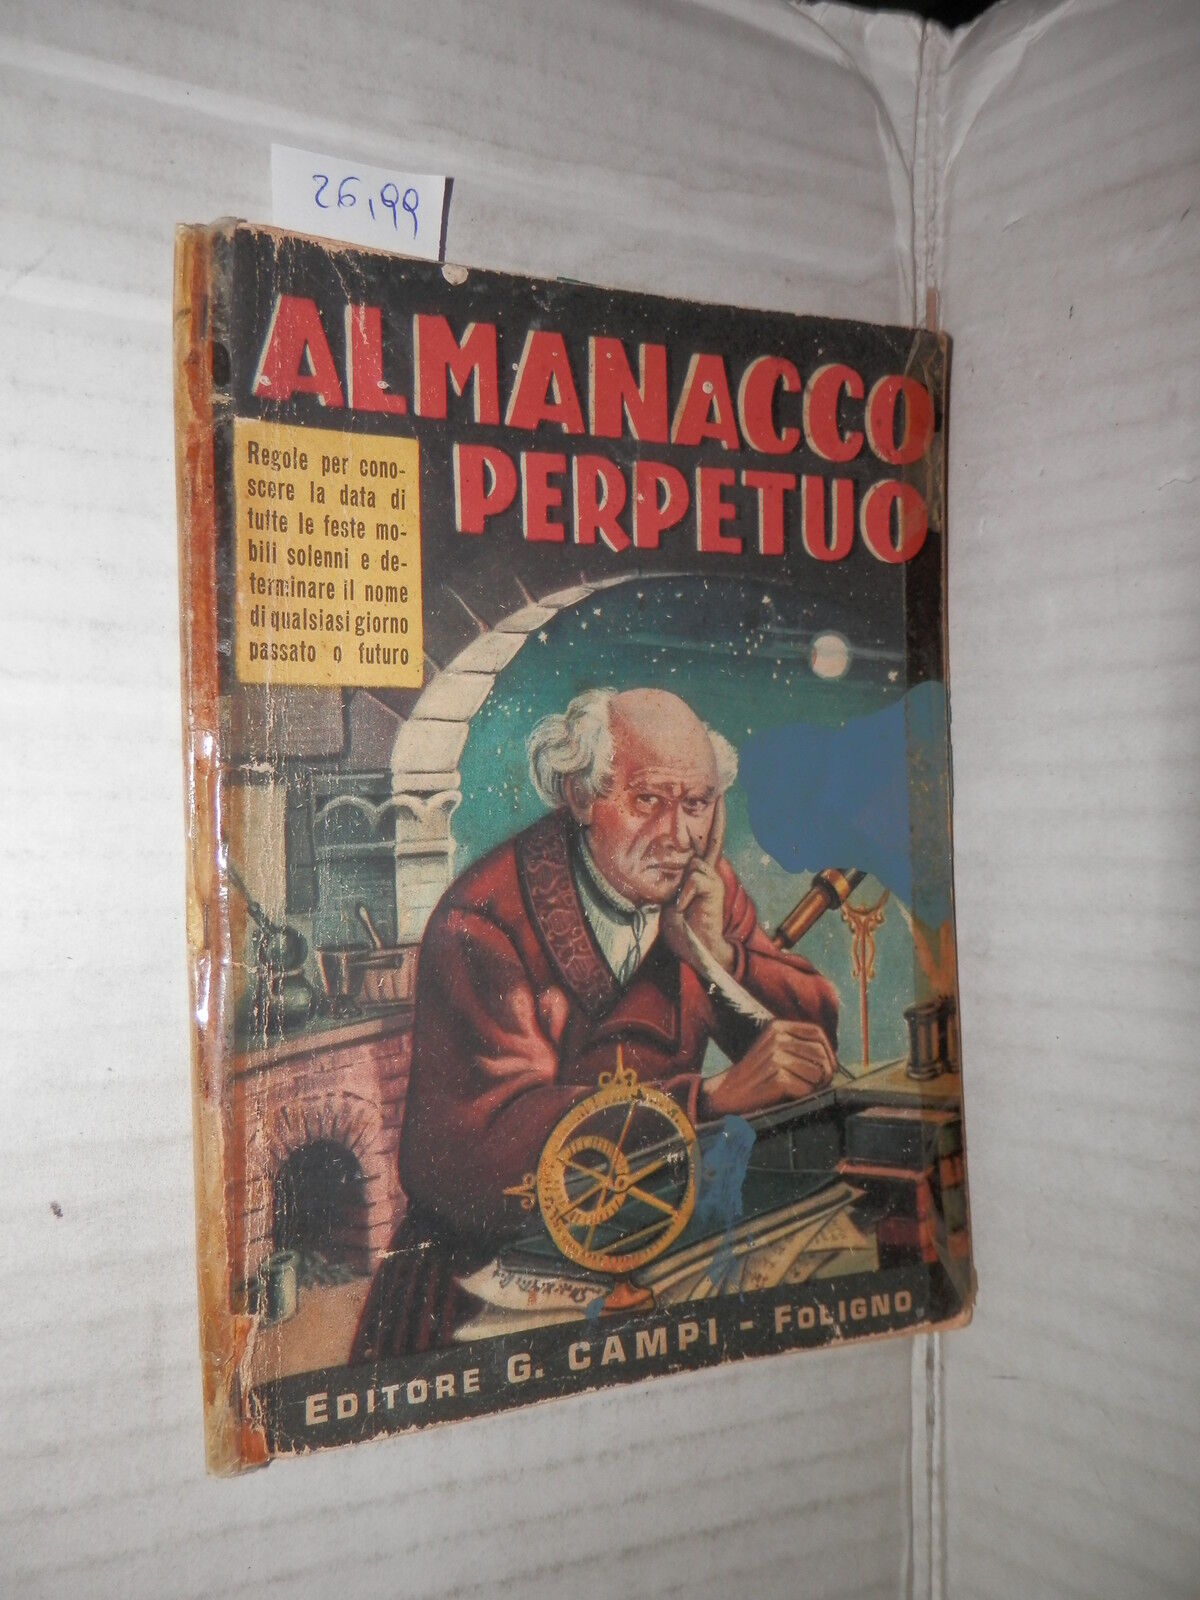 26,99
ALMANACCO
PERPETUO
Regole per cono-
scere la data di
tutte le feste mo-
bili solenni e de-
terminare il nome
di qualsiasi giorno
passato o futuro
EDITORE G. CAMPI - FOLIGNO